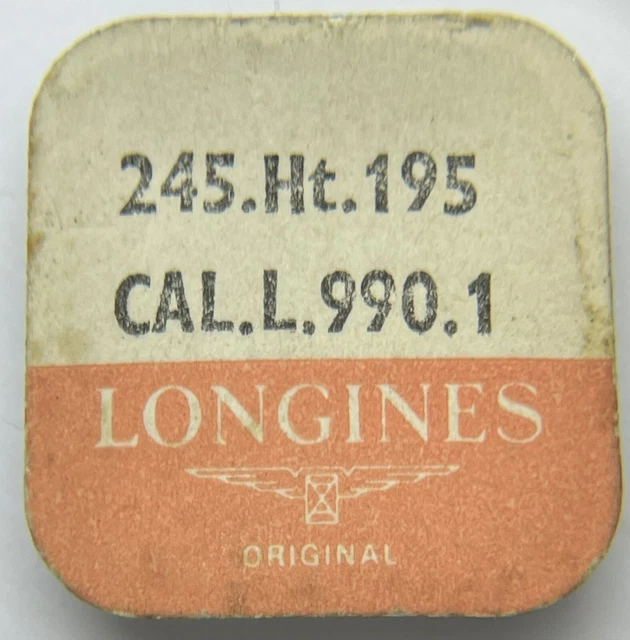 245.Ht.195
CAL.L.990.1
LONGINES
ORIGINAL